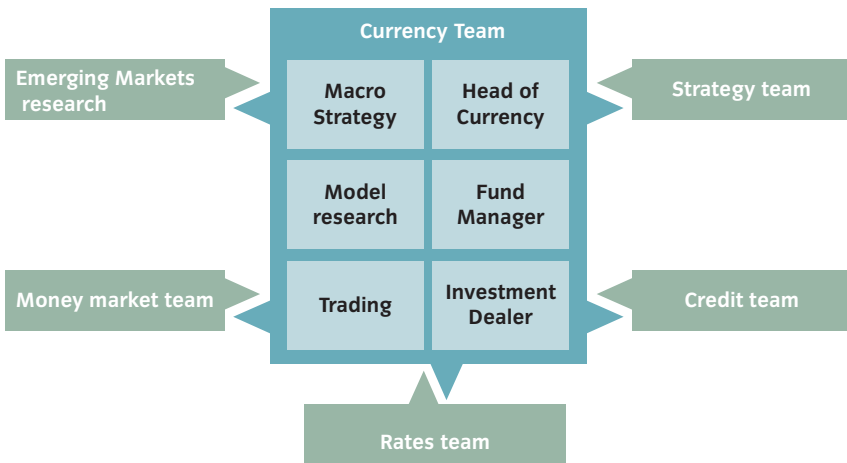 Currency Team
Emerging Markets
research
Macro
Strategy
Head of
Currency
Strategy team
Model
research
Fund
Manager
Money market team
Trading
Investment
Dealer
Credit team
Rates team